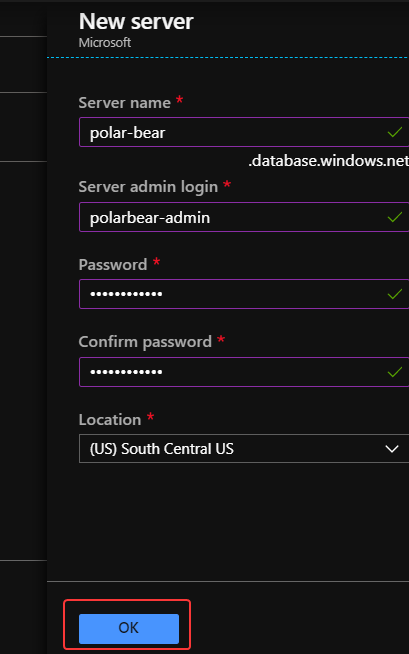 New server
Microsoft
Server name *
polar-bear
.database.windows.net
Server admin login *
polarbear-admin
Password *
••••••••••••
Confirm password *
••••••••••••
Location *
(US) South Central US
OK